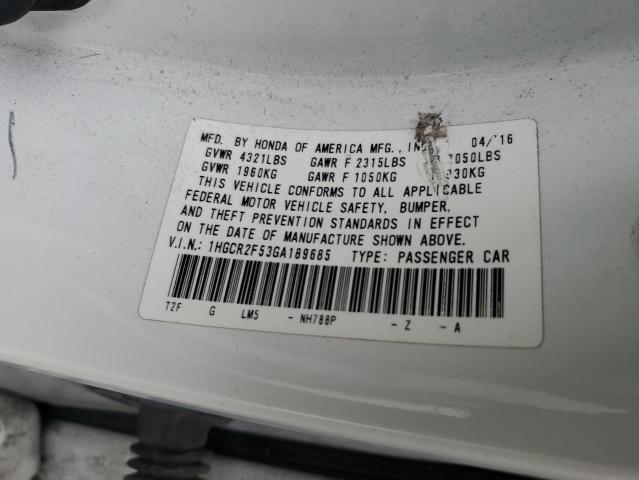 MFD. BY HONDA OF AMERICA MFG., IN 04/16
GVWR 4321LBS GAWR F 2315LBS 2050LBS
GVWR 1960KG GAWR F 1050KG 930KG
THIS VEHICLE CONFORMS TO ALL APPLICABLE
FEDERAL MOTOR VEHICLE SAFETY, BUMPER,
AND THEFT PREVENTION STANDARDS IN EFFECT
ON THE DATE OF MANUFACTURE SHOWN ABOVE.
V.I.N.: 1HGCR2F53GA189685 TYPE: PASSENGER CAR
T2F G LM5 - NH788P - Z - A